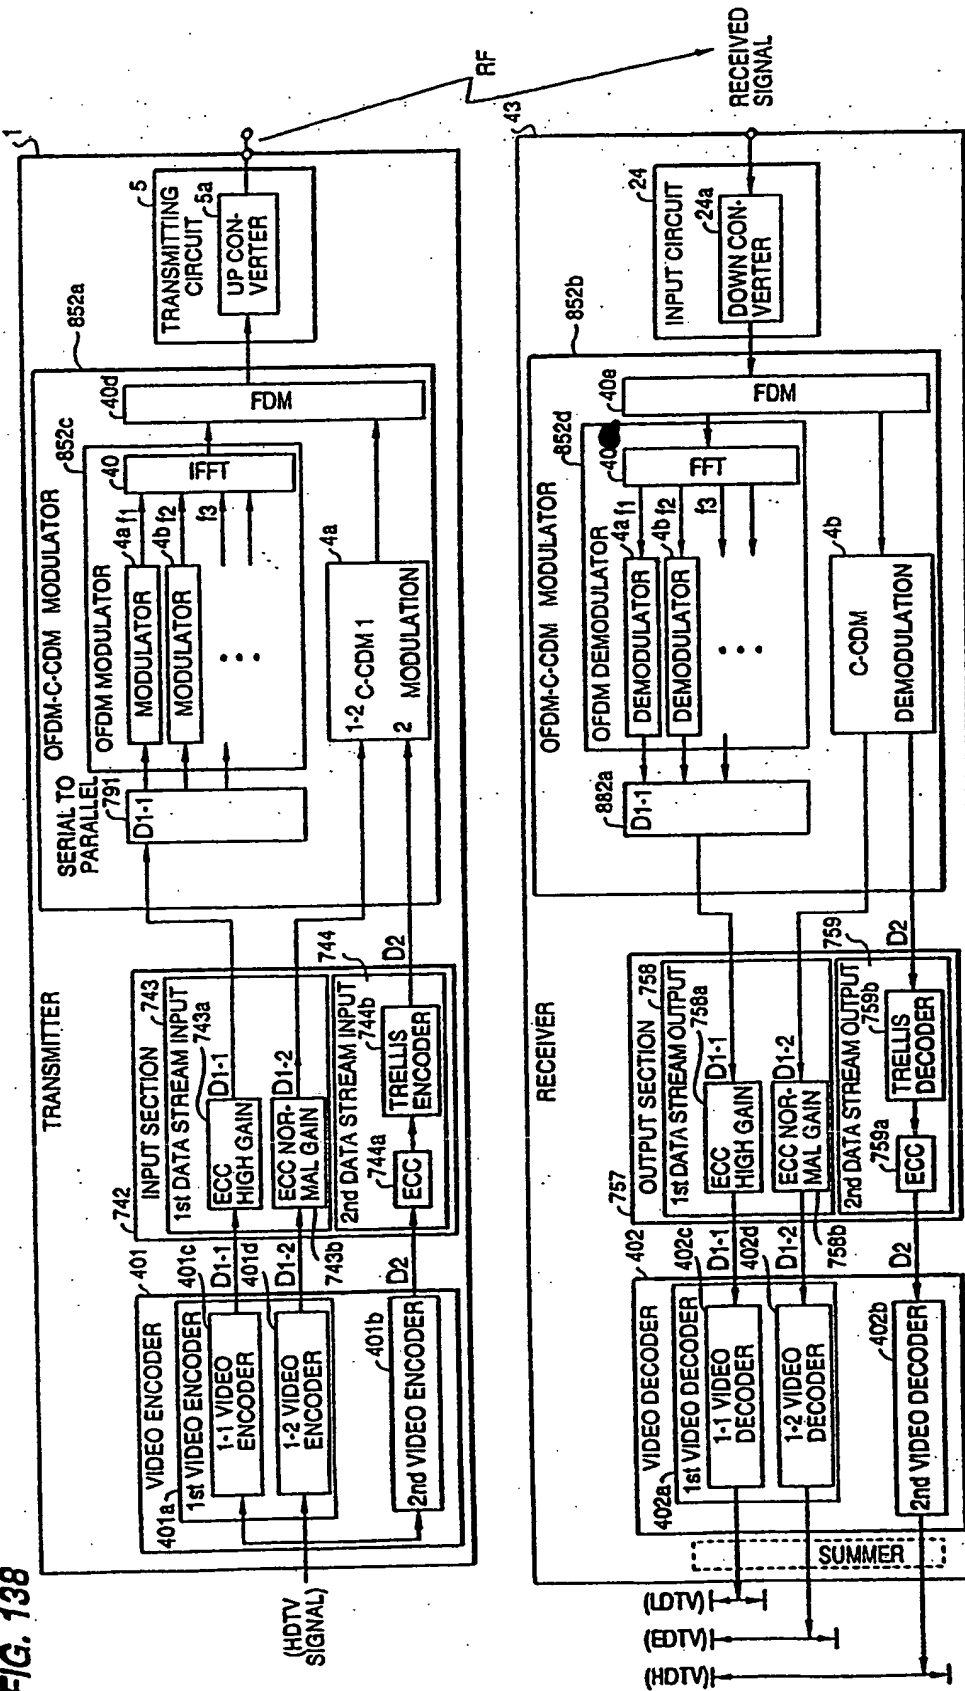 FIG. 138
TRANSMITTER
1
(HDTV
SIGNAL)
401
VIDEO ENCODER
401a
1st VIDEO ENCODER
401c
1-1 VIDEO
ENCODER
401d
1-2 VIDEO
ENCODER
401b
2nd VIDEO ENCODER
D1-1
D1-2
D2
742
INPUT SECTION
743
1st DATA STREAM INPUT
743a
ECC
HIGH GAIN
D1-1
ECC NOR-
MAL GAIN
D1-2
743b
744
2nd DATA STREAM INPUT
744a
ECC
744b
TRELLIS
ENCODER
D2
852a
OFDM-C-CDM MODULATOR
SERIAL TO
PARALLEL
791
D1-1
852c
OFDM MODULATOR
MODULATOR
4a
f1
MODULATOR
4b
f2
f3
40
IFFT
40d
FDM
4a
1-2
C-CDM 1
2
MODULATION
5
TRANSMITTING
CIRCUIT
5a
UP CON-
VERTER
RF
RECEIVED
SIGNAL
RECEIVER
43
24
INPUT CIRCUIT
24a
DOWN CON-
VERTER
852b
OFDM-C-CDM MODULATOR
40e
FDM
852d
OFDM DEMODULATOR
40
FFT
4a
f1
DEMODULATOR
4b
f2
DEMODULATOR
f3
882a
D1-1
4b
C-CDM
DEMODULATION
757
OUTPUT SECTION
758
1st DATA STREAM OUTPUT
758a
ECC
HIGH GAIN
D1-1
ECC NOR-
MAL GAIN
D1-2
758b
759
2nd DATA STREAM OUTPUT
759a
ECC
759b
TRELLIS
DECODER
D2
402
VIDEO DECODER
402a
1st VIDEO DECODER
402c
1-1 VIDEO
DECODER
D1-1
402d
1-2 VIDEO
DECODER
D1-2
402b
2nd VIDEO DECODER
D2
SUMMER
(LDTV)
(EDTV)
(HDTV)